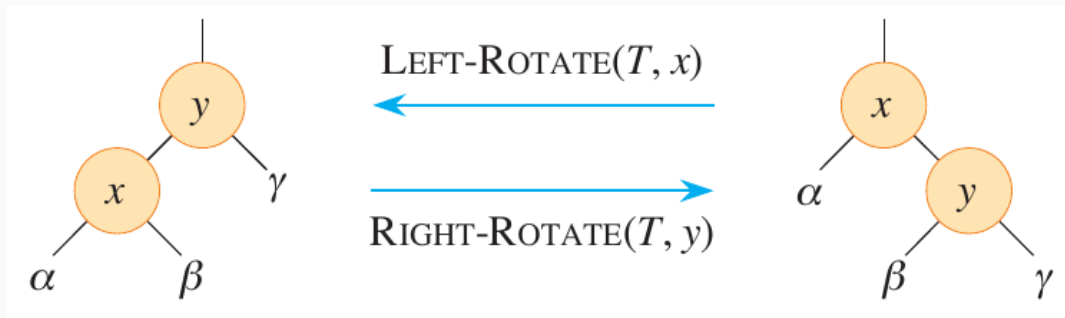 LEFT-ROTATE(T, x)
y
x
γ
α
β
RIGHT-ROTATE(T, y)
x
α
y
β
γ